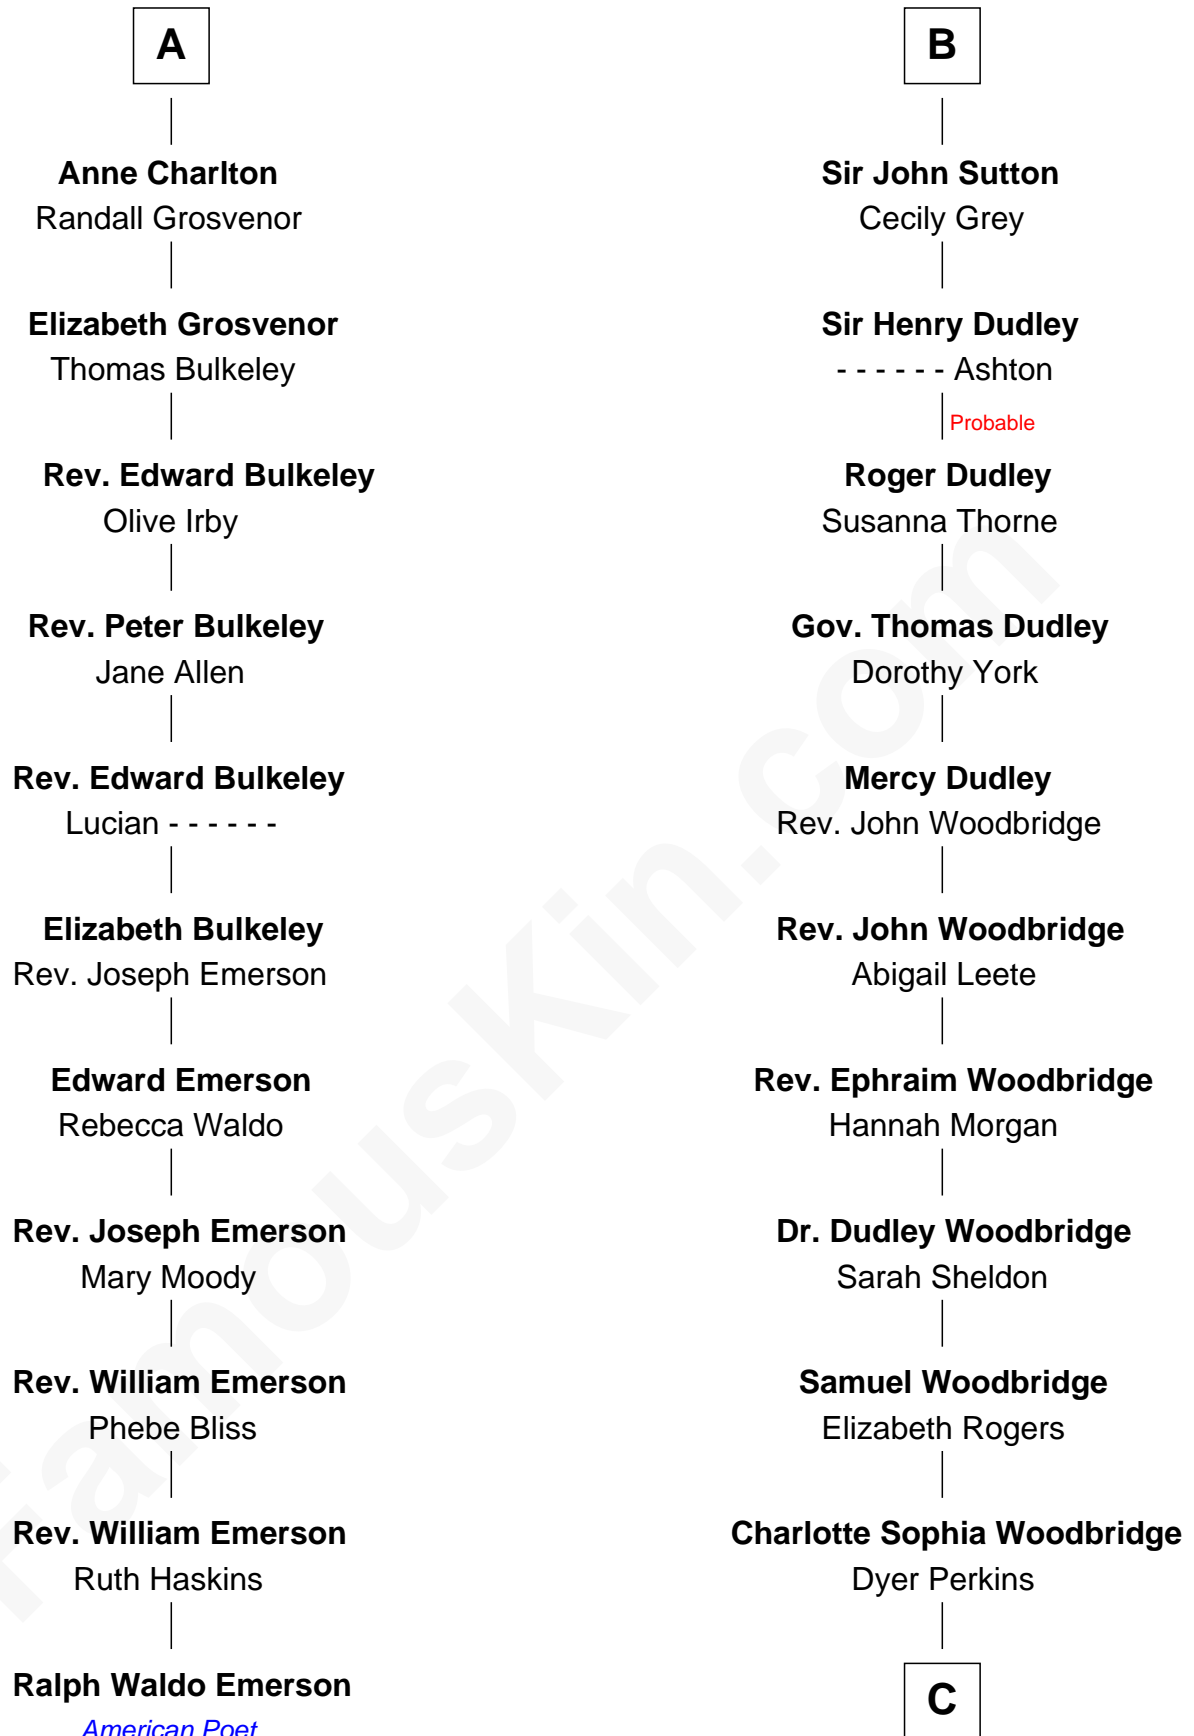 A
Anne Charlton
Randall Grosvenor
Elizabeth Grosvenor
Thomas Bulkeley
Rev. Edward Bulkeley
Olive Irby
Rev. Peter Bulkeley
Jane Allen
Rev. Edward Bulkeley
Lucian - - - - - -
Elizabeth Bulkeley
Rev. Joseph Emerson
Edward Emerson
Rebecca Waldo
Rev. Joseph Emerson
Mary Moody
Rev. William Emerson
Phebe Bliss
Rev. William Emerson
Ruth Haskins
Ralph Waldo Emerson
American Poet
B
Sir John Sutton
Cecily Grey
Sir Henry Dudley
- - - - - - Ashton
Probable
Roger Dudley
Susanna Thorne
Gov. Thomas Dudley
Dorothy York
Mercy Dudley
Rev. John Woodbridge
Rev. John Woodbridge
Abigail Leete
Rev. Ephraim Woodbridge
Hannah Morgan
Dr. Dudley Woodbridge
Sarah Sheldon
Samuel Woodbridge
Elizabeth Rogers
Charlotte Sophia Woodbridge
Dyer Perkins
C
FamousKin.com